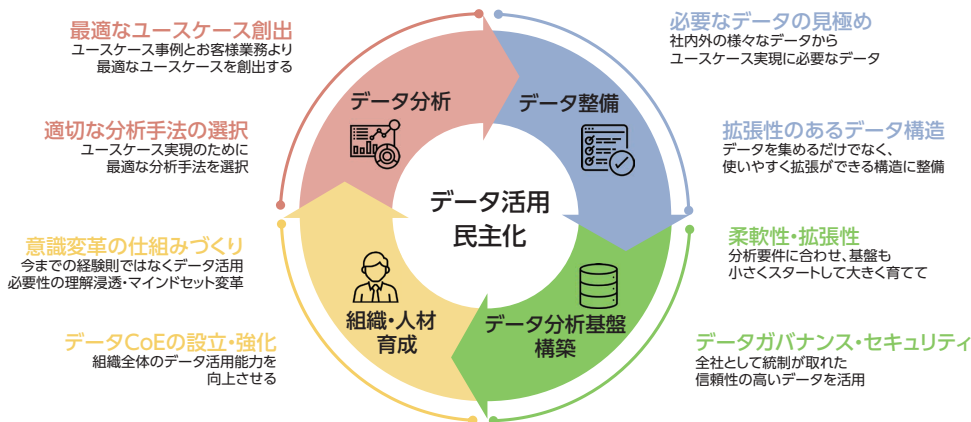 最適なユースケース創出
ユースケース事例とお客様業務より
最適なユースケースを創出する
適切な分析手法の選択
ユースケース実現のために
最適な分析手法を選択
意識変革の仕組みづくり
今までの経験則ではなくデータ活用
必要性の理解浸透・マインドセット変革
データCoEの設立・強化
組織全体のデータ活用能力を
向上させる
データ分析
データ整備
データ活用
民主化
組織・人材
育成
データ分析基盤
構築
必要なデータの見極め
社内外の様々なデータから
ユースケース実現に必要なデータ
拡張性のあるデータ構造
データを集めるだけでなく、
使いやすく拡張ができる構造に整備
柔軟性・拡張性
分析要件に合わせ、基盤も
小さくスタートして大きく育てて
データガバナンス・セキュリティ
全社として統制が取れた
信頼性の高いデータを活用